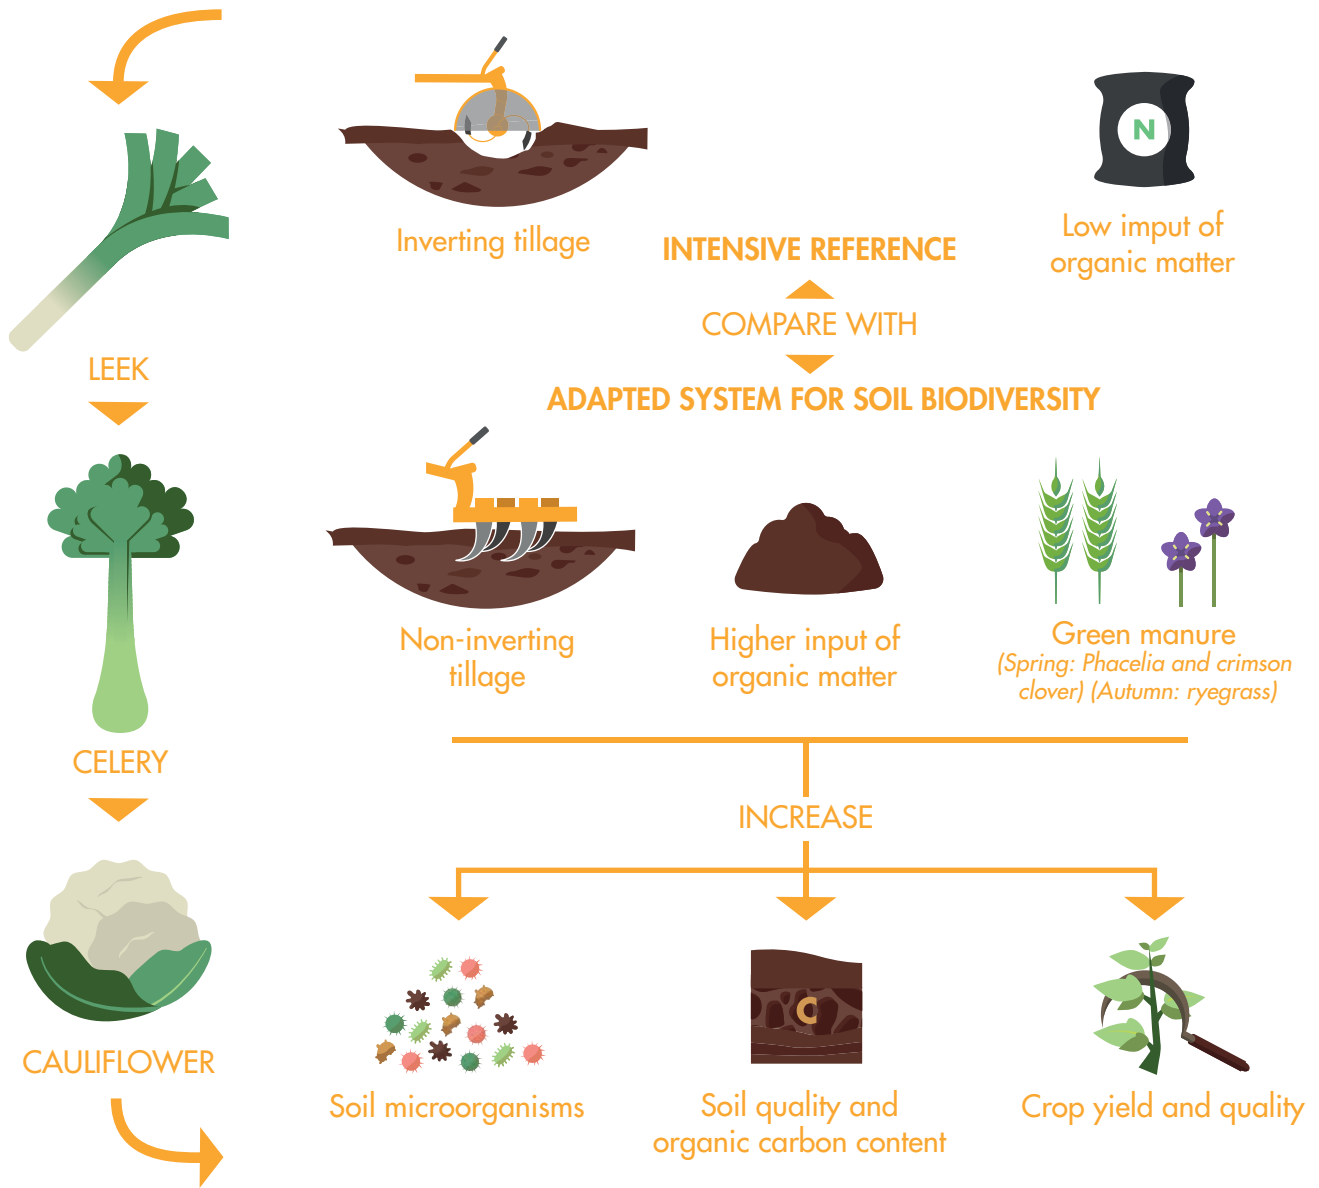 N
Inverting tillage
Low imput of
organic matter
INTENSIVE REFERENCE
COMPARE WITH
ADAPTED SYSTEM FOR SOIL BIODIVERSITY
LEEK
Non-inverting
tillage
Higher input of
organic matter
Green manure
(Spring: Phacelia and crimson
clover) (Autumn: ryegrass)
CELERY
INCREASE
CAULIFLOWER
C
Soil microorganisms
Soil quality and
organic carbon content
Crop yield and quality